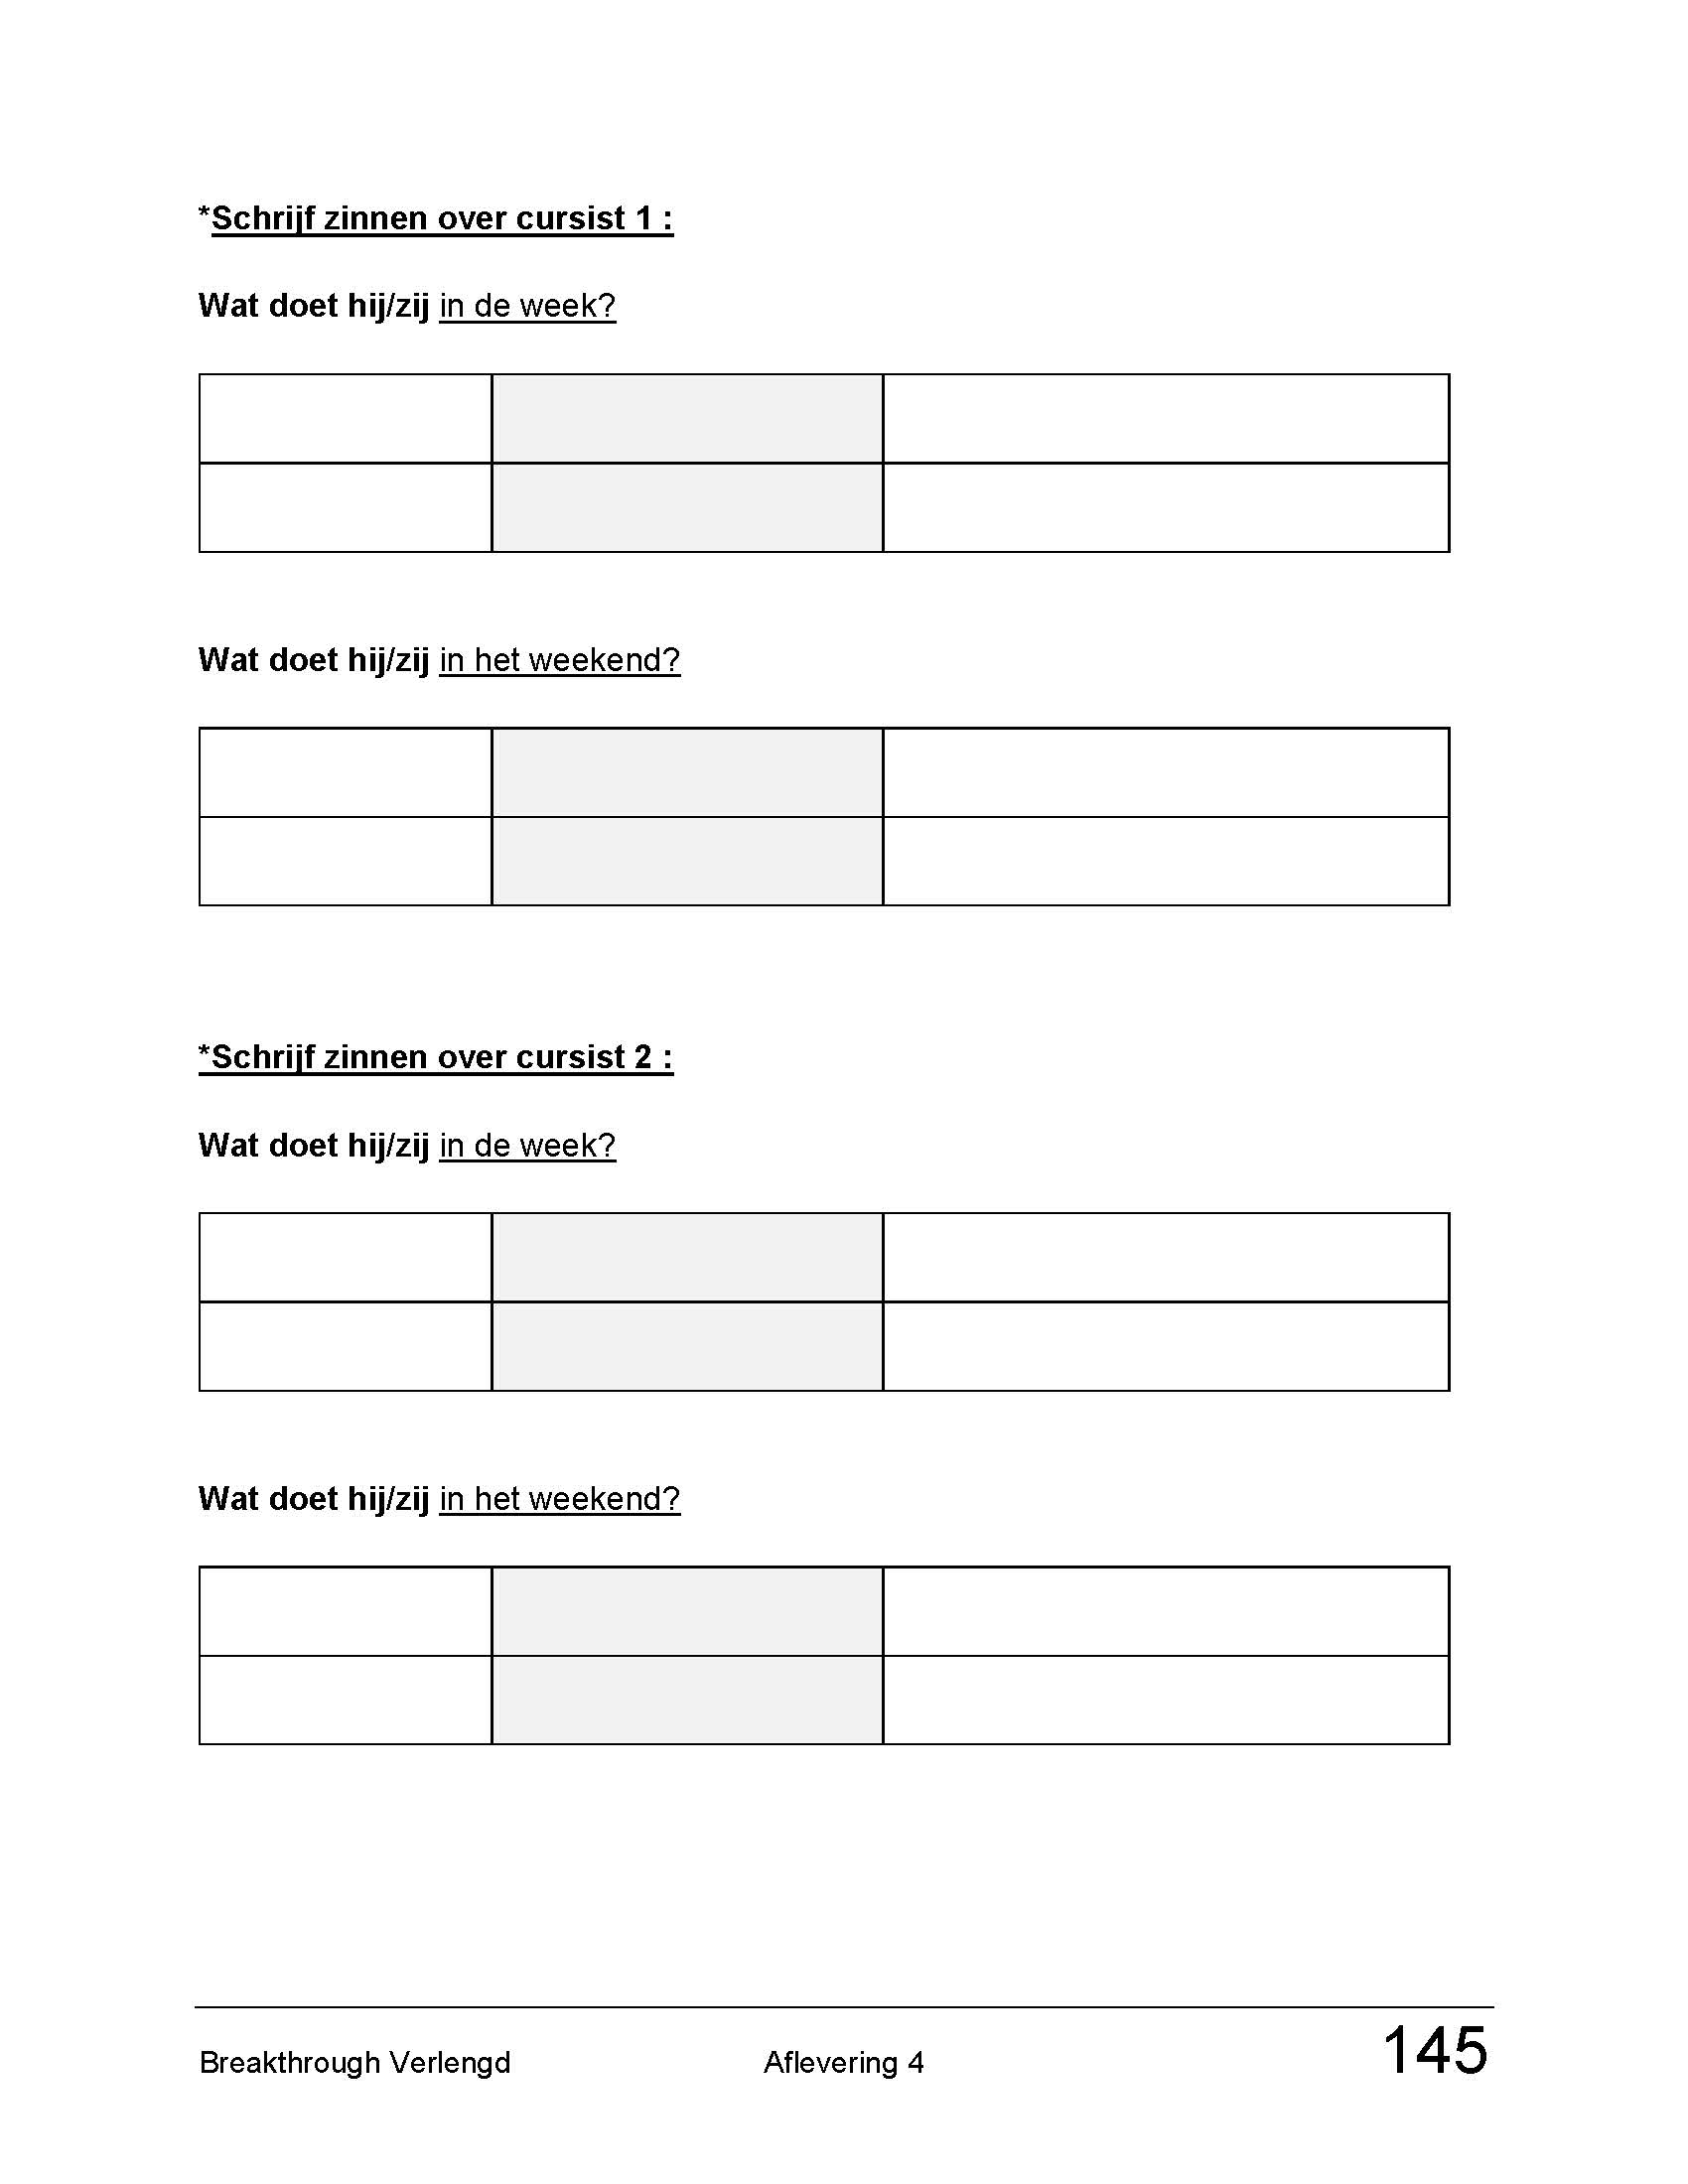 *Schrijf zinnen over cursist 1 :
Wat doet hij/zij in de week?
Wat doet hij/zij in het weekend?
*Schrijf zinnen over cursist 2 :
Wat doet hij/zij in de week?
Wat doet hij/zij in het weekend?
Breakthrough Verlengd Aflevering 4 145